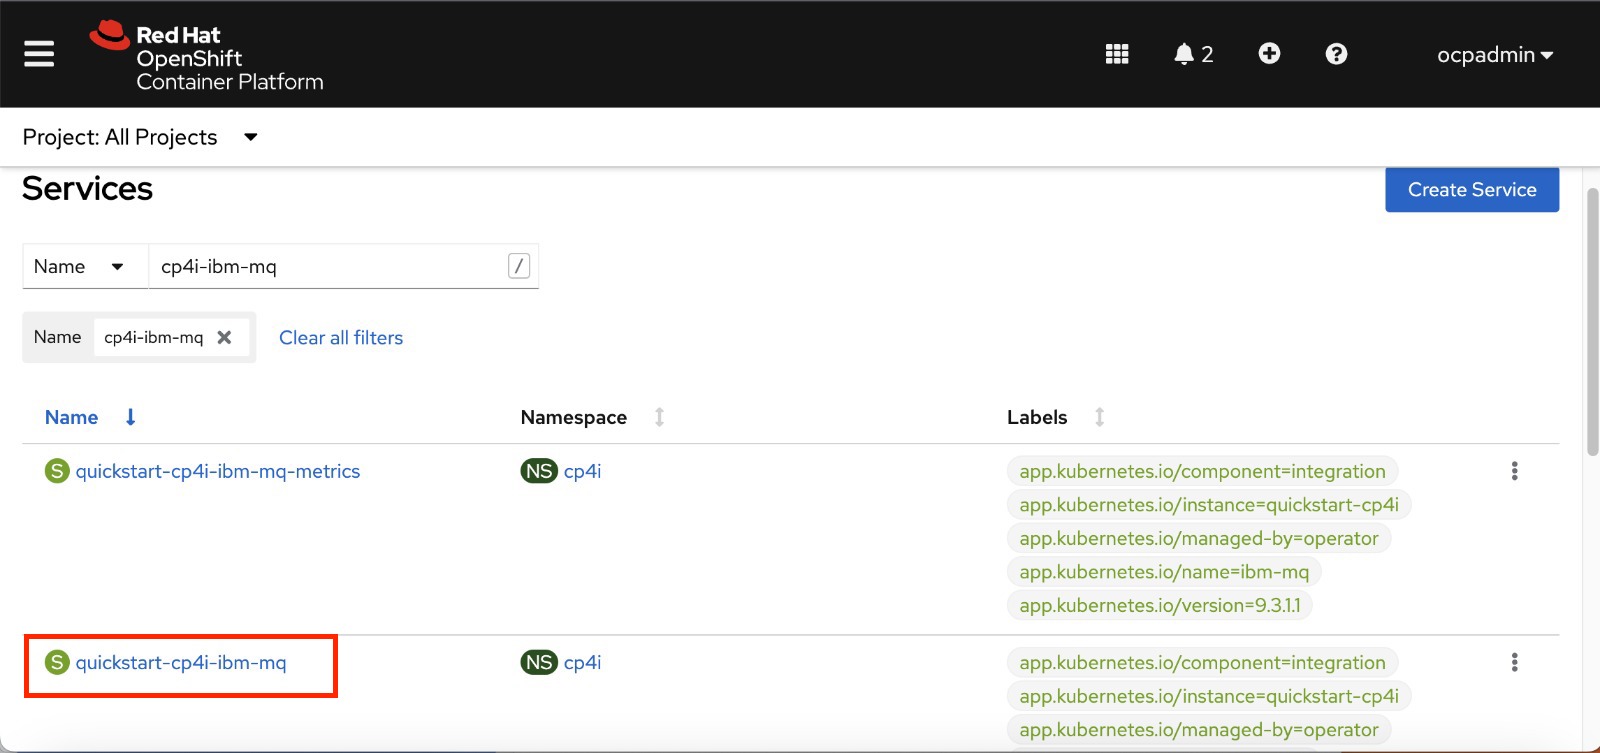 Red Hat
OpenShift
Container Platform
2
ocpadmin
Project: All Projects
Services
Create Service
Name
cp4i-ibm-mq
/
Name
cp4i-ibm-mq
Clear all filters
Name
Namespace
Labels
S quickstart-cp4i-ibm-mq-metrics
NS cp4i
app.kubernetes.io/component=integration
app.kubernetes.io/instance=quickstart-cp4i
app.kubernetes.io/managed-by=operator
app.kubernetes.io/name=ibm-mq
app.kubernetes.io/version=9.3.1.1
S quickstart-cp4i-ibm-mq
NS cp4i
app.kubernetes.io/component=integration
app.kubernetes.io/instance=quickstart-cp4i
app.kubernetes.io/managed-by=operator